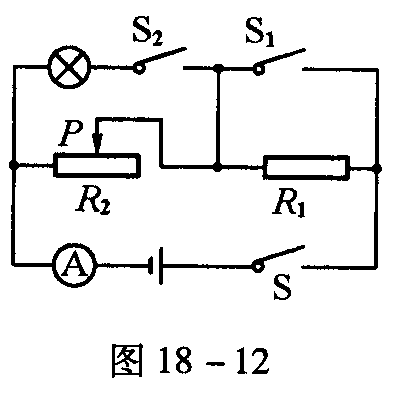 S₂ S₁
P
R₂ R₁
A
S
图 18-12